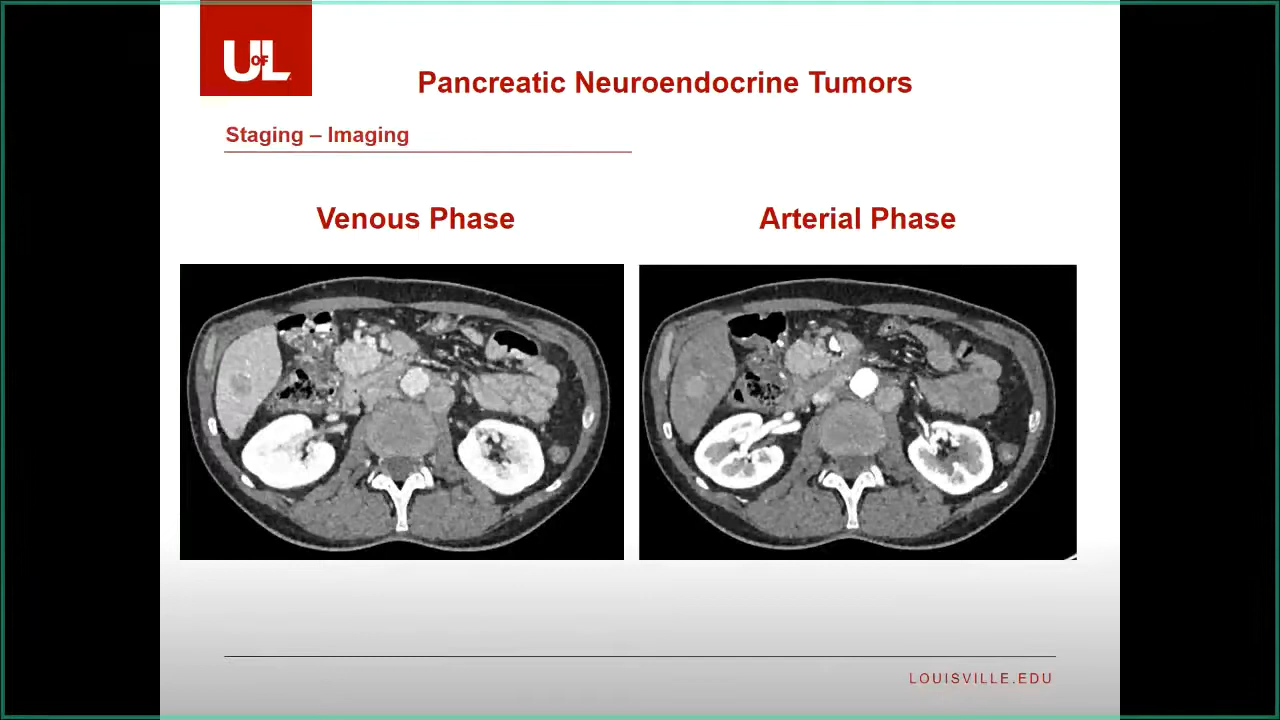 UofL
Pancreatic Neuroendocrine Tumors
Staging – Imaging
Venous Phase
Arterial Phase
LOUISVILLE.EDU